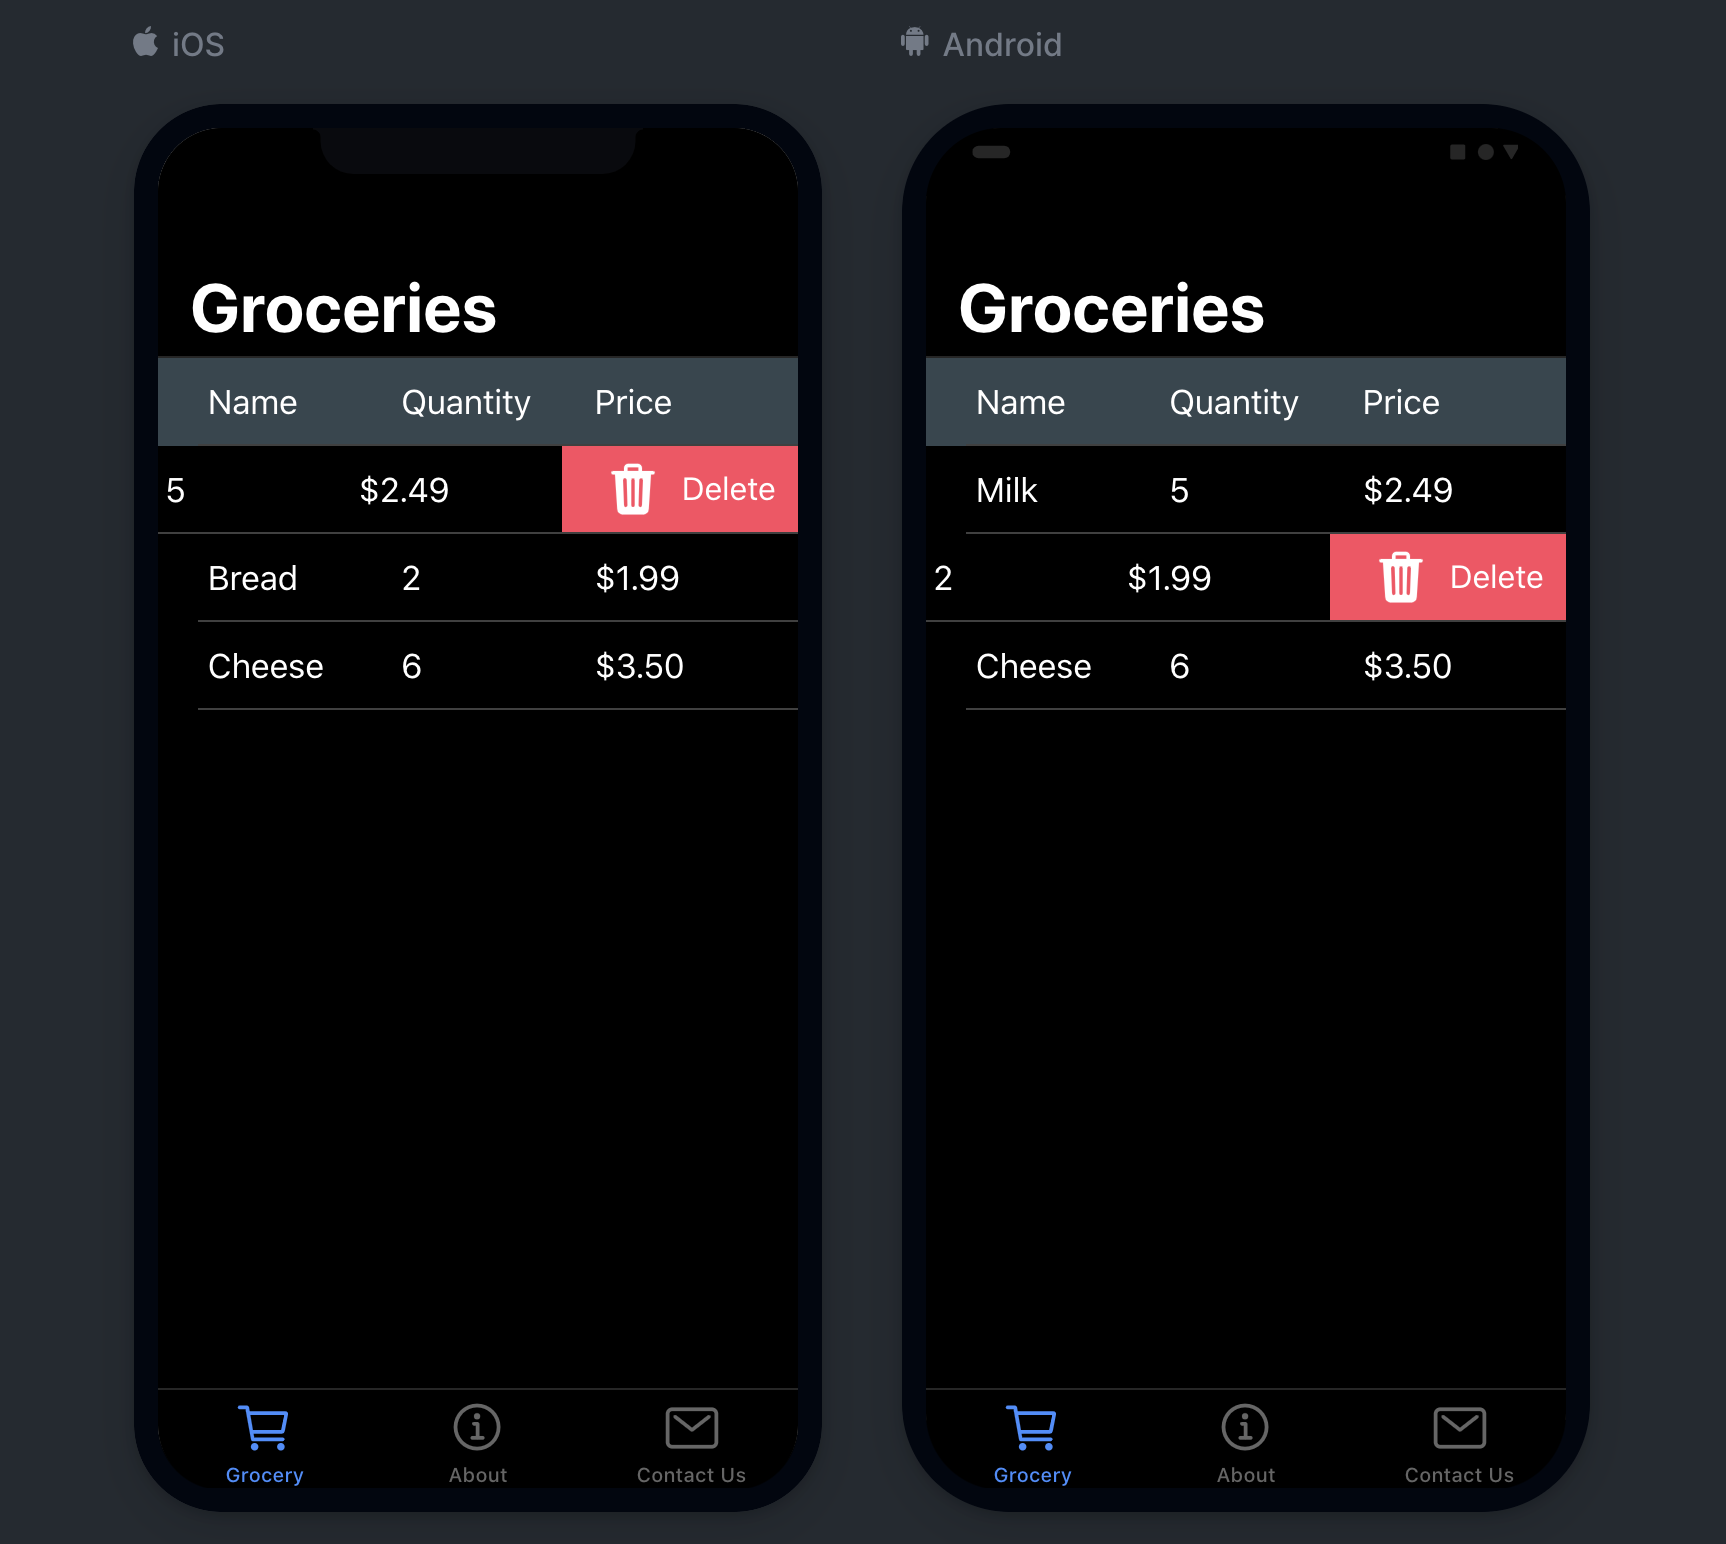 iOS
Groceries
Name Quantity Price
5 $2.49 Delete
Bread 2 $1.99
Cheese 6 $3.50
Grocery About Contact Us
Android
Groceries
Name Quantity Price
Milk 5 $2.49
2 $1.99 Delete
Cheese 6 $3.50
Grocery About Contact Us